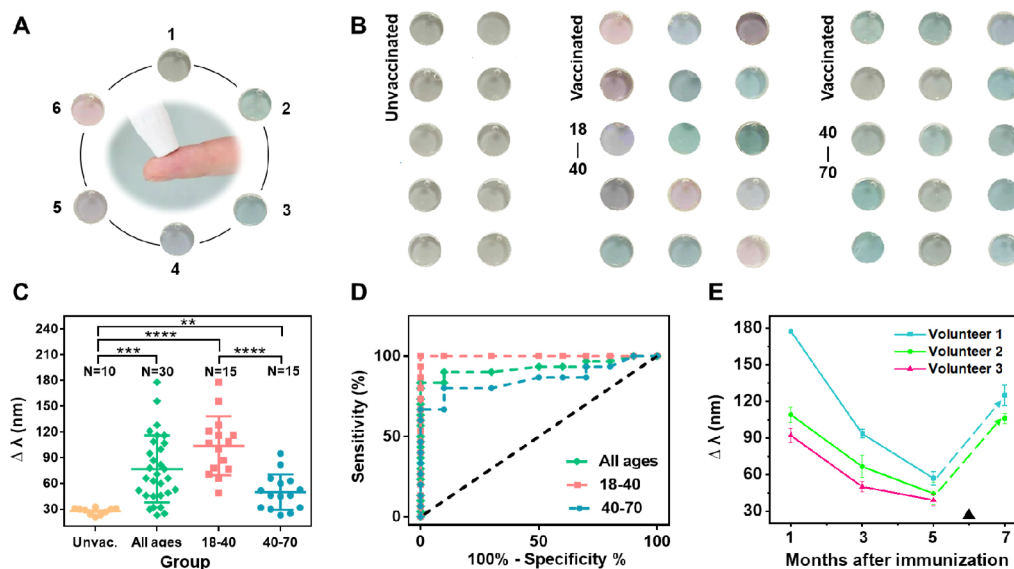 A
1
2
3
4
5
6
B
Unvaccinated
Vaccinated
18
—
40
Vaccinated
40
—
70
C
Δ λ (nm)
240
210
180
150
120
90
60
30
**
****
***
****
N=10
N=30
N=15
N=15
Unvac.
All ages
18-40
40-70
Group
D
Sensitivity (%)
100
50
0
0
50
100
100% - Specificity %
All ages
18-40
40-70
E
Δ λ (nm)
180
150
120
90
60
30
Volunteer 1
Volunteer 2
Volunteer 3
1
3
5
7
Months after immunization